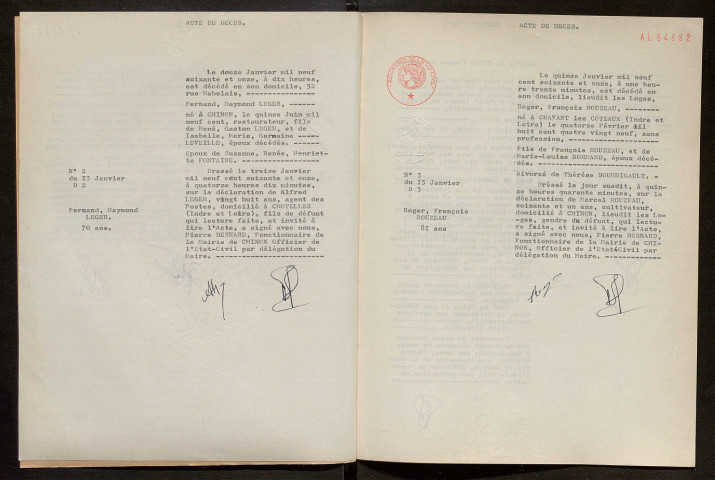 ACTE DE DECES.
Le douze Janvier mil neuf
soixante et onze, à dix heures,
est décédé en son domicile, 52
rue Rabelais, ----------------
Fernand, Raymond LEGER, ------
né à CHINON, le quinze Juin mil
neuf cent, restaurateur, fils
de René, Gaston LEGER, et de
Isabelle, Marie, Germaine -----
LEVEILLE, époux décédés. ------
Epoux de Suzanne, Renée, Henriet-
te FONTAINE. ------------------
N° 2
du I3 Janvier
D 2
Fernand, Raymond
LEGER.
70 ans.
Dressé le treize Janvier
mil neuf cent soixante et onze,
à quatorze heures dix minutes,
sur la déclaration de Alfred
LEGER, vingt huit ans, agent des
Postes, domicilié à CROTELLES
(Indre et Loire), fils de défunt
qui lecture faite, et invité à
lire l'Acte, a signé avec nous,
Pierre BESNARD, Fonctionnaire de
la Mairie de CHINON Officier de
l'Etat-Civil par délégation du
Maire. ------------------------
ACTE DE DECES.
AL 54662
Le quinze Janvier mil neuf
cent soixante et onze, à une heu-
re trente minutes, est décédé en
son domicile, lieudit les Loges,
Roger, François ROUZEAU, --------
né à CRAVANT les COTEAUX (Indre et
Loire) le quatorze Février mil
huit cent quatre vingt neuf, sans
profession, ---------------------
Fils de François ROUZEAU, et de
Marie-Louise NORMAND, époux décé-
dés. ----------------------------
Divorcé de Thérèse BOURNIGAULT. -
N° 3
du I5 Janvier
D 3
Roger, François
ROUZEAU
8I ans
Dressé le jour susdit, à quin-
ze heures quarante minutes, sur la
déclaration de Marcel ROUZEAU,
soixante et un ans, cultivateur,
domicilié à CHINON, lieudit les Lo-
ges, gendre du défunt, qui lectu-
re faite, et invité à lire l'Acte,
a signé avec nous, Pierre BESNARD,
Fonctionnaire de la Mairie de CHI-
NON, Officier de l'Etat-Civil par
délégation du Maire. ------------